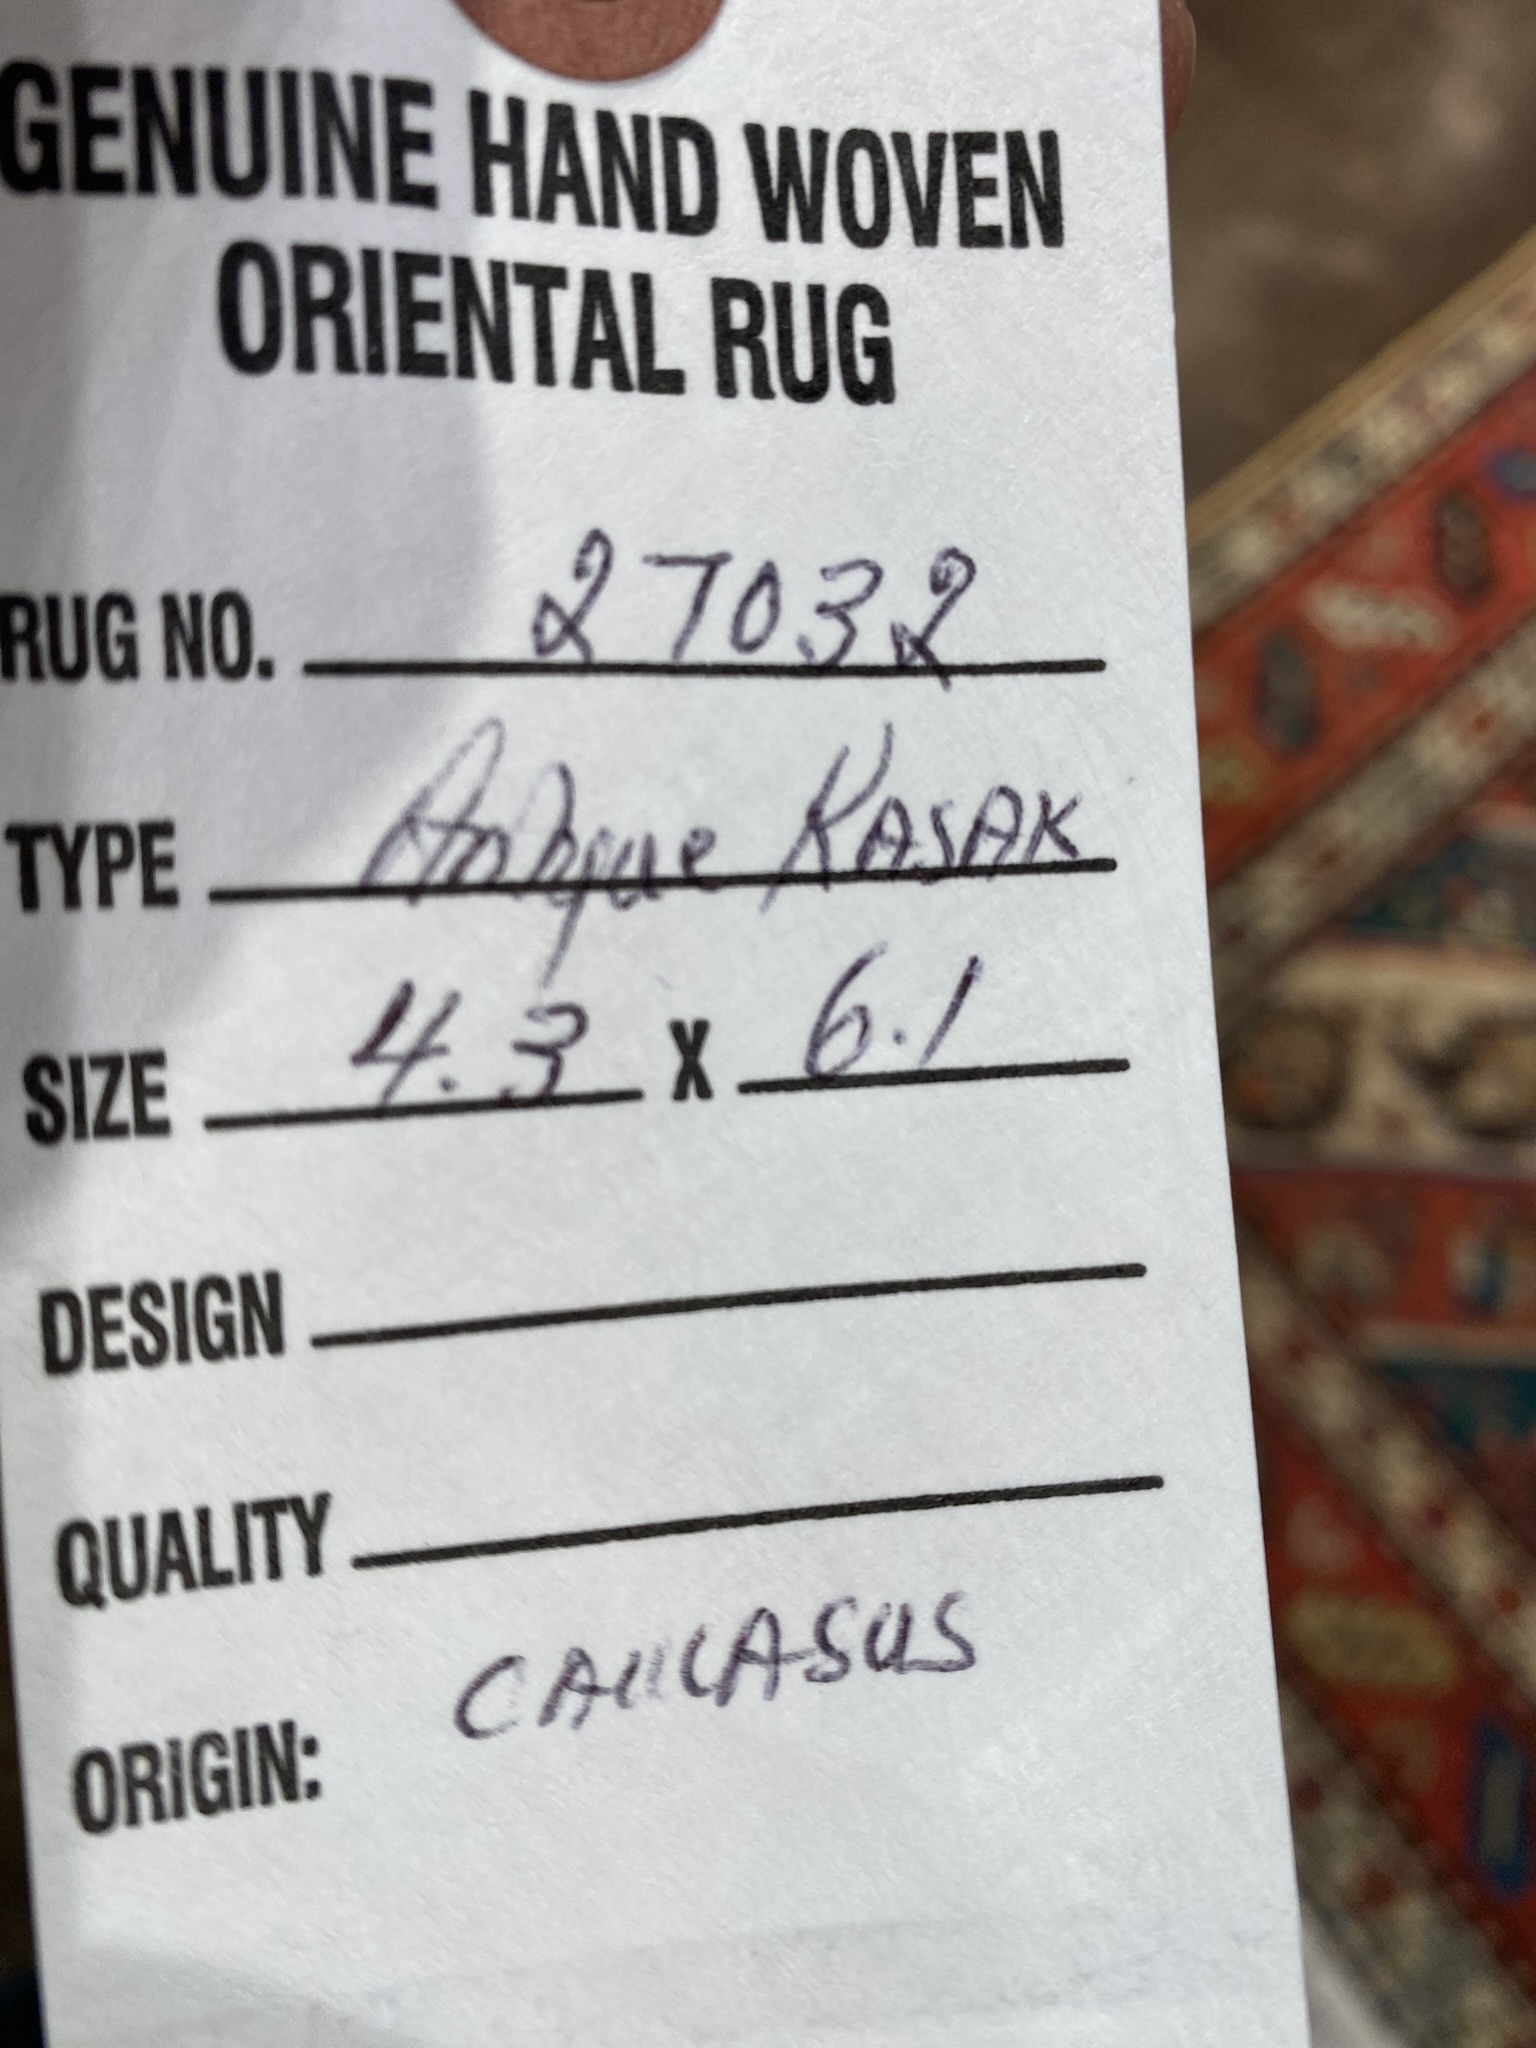 GENUINE HAND WOVEN
ORIENTAL RUG
RUG NO. 27032
TYPE Antique KASAK
SIZE 4.3 X 6.1
DESIGN
QUALITY
ORIGIN: CAUCASUS